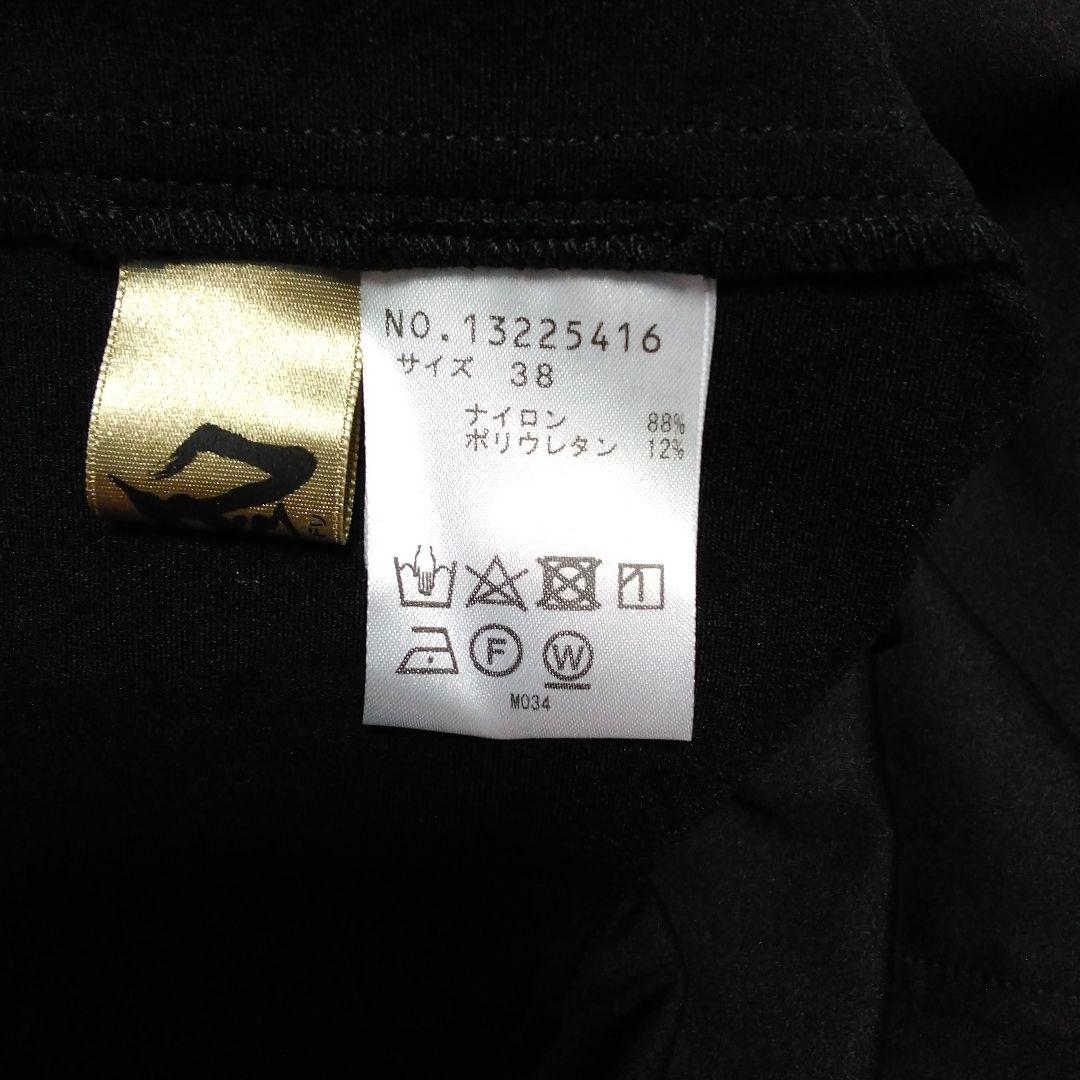 NO.13225416
サイズ 38
ナイロン 88%
ポリウレタン 12%
F W
M034